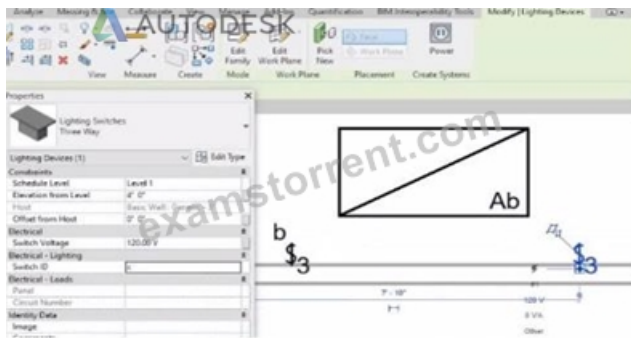 Analyze Massing & Collaborate View Manage Add-Ins Quantification BIM Interoperability Tools Modify | Lighting Devices
AUTODESK
Edit Family
Edit Work Plane
Pick New
Face
Work Plane
Power
View Measure Create Mode Work Plane Placement Create Systems
Properties
Lighting Switches
Three Way
Lighting Devices (1) Edit Type
Constraints
Schedule Level Level 1
Elevation from Level 4' 0"
Host Basic Wall:
Offset from Host 0"
Electrical
Switch Voltage 120.00 V
Electrical - Lighting
Switch ID
Electrical - Loads
Panel
Circuit Number
Identity Data
Image
Comments
Ab
b
$3
$3
7' - 10"
120 V
0 VA
Other
examstorrent.com